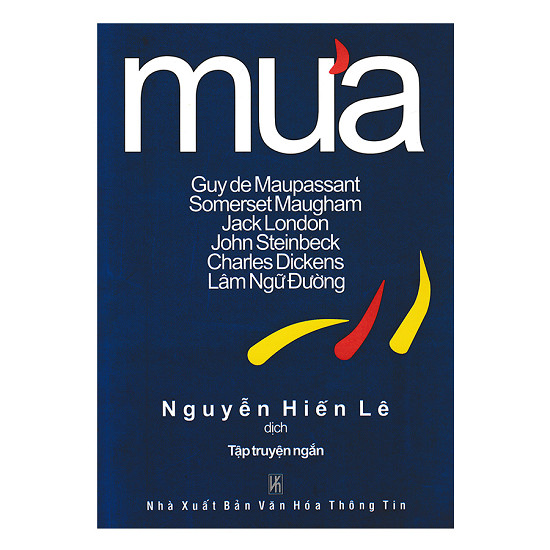 mưa
Guy de Maupassant
Somerset Maugham
Jack London
John Steinbeck
Charles Dickens
Lâm Ngữ Đường
Nguyễn Hiến Lê
dịch
Tập truyện ngắn
Nhà Xuất Bản Văn Hóa Thông Tin